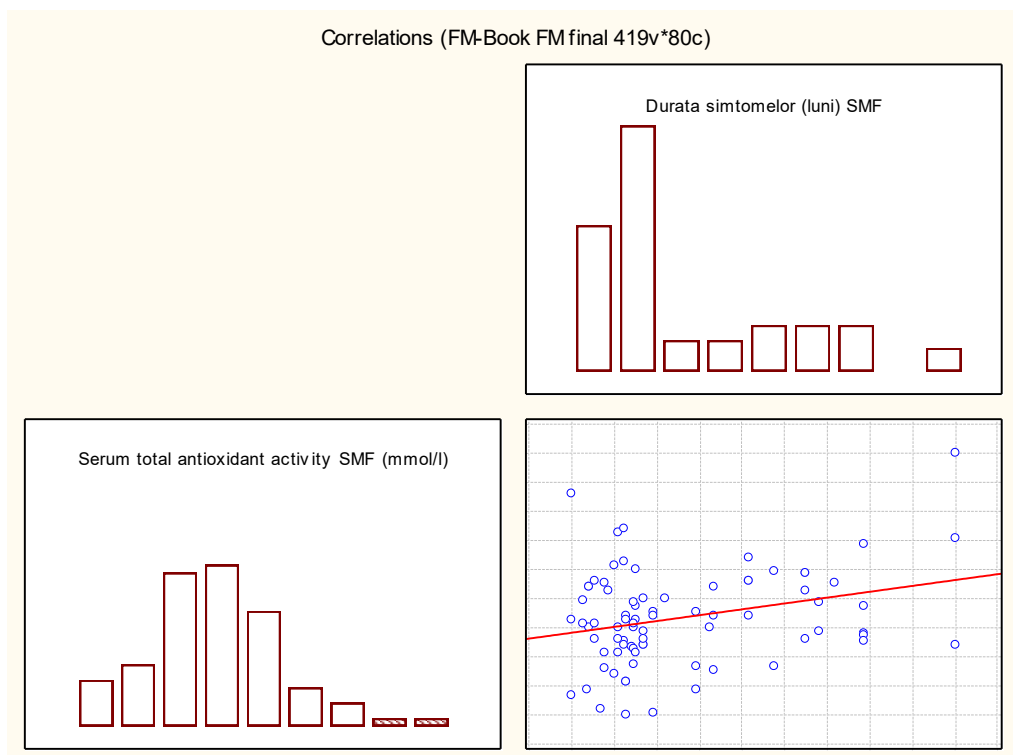 Correlations (FM-Book FM final 419v*80c)
Durata simtomelor (luni) SMF
Serum total antioxidant activity SMF (mmol/l)